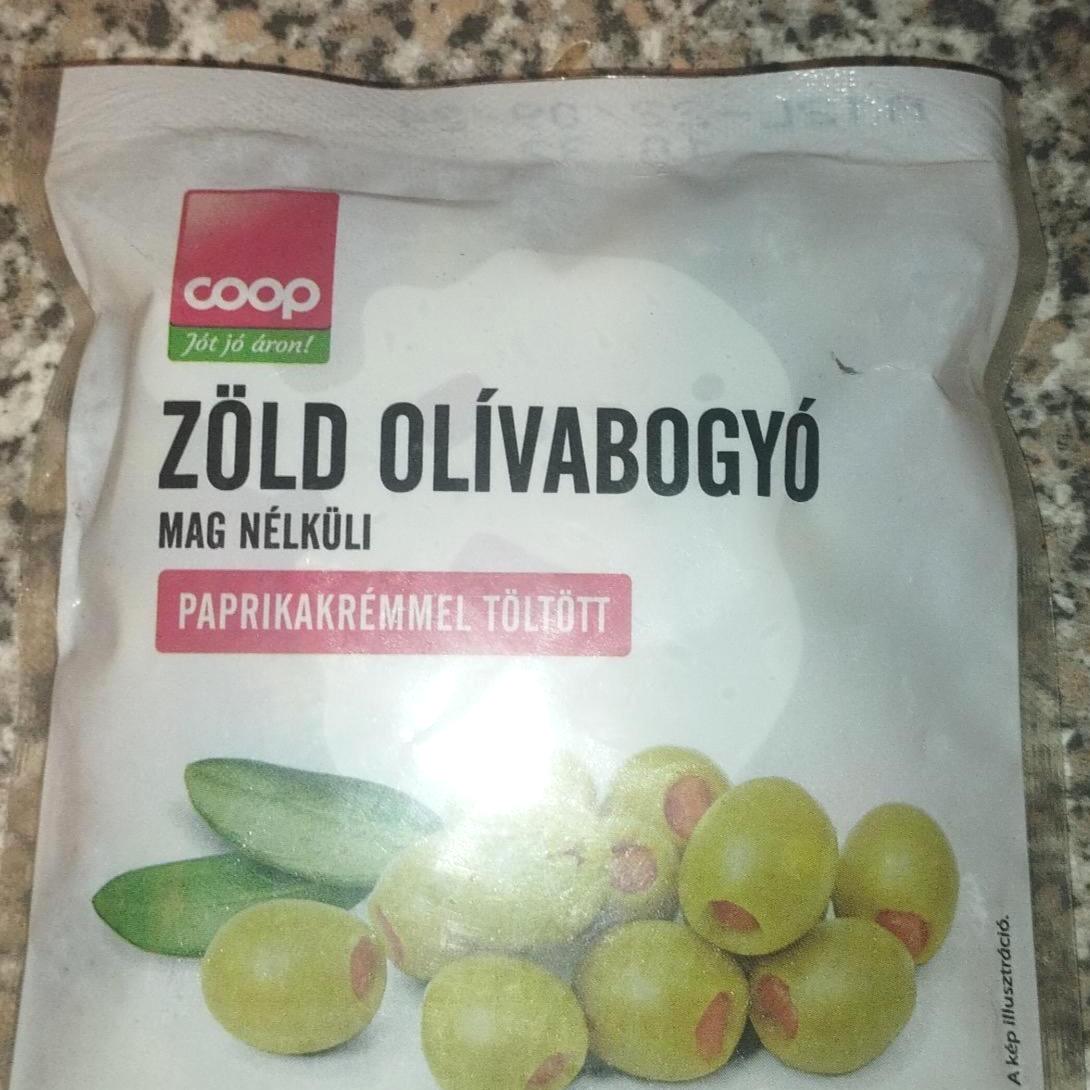 coop
Jót jó áron!
ZÖLD OLÍVABOGYÓ
MAG NÉLKÜLI
PAPRIKAKRÉMMEL TÖLTÖTT
A kép illusztráció.